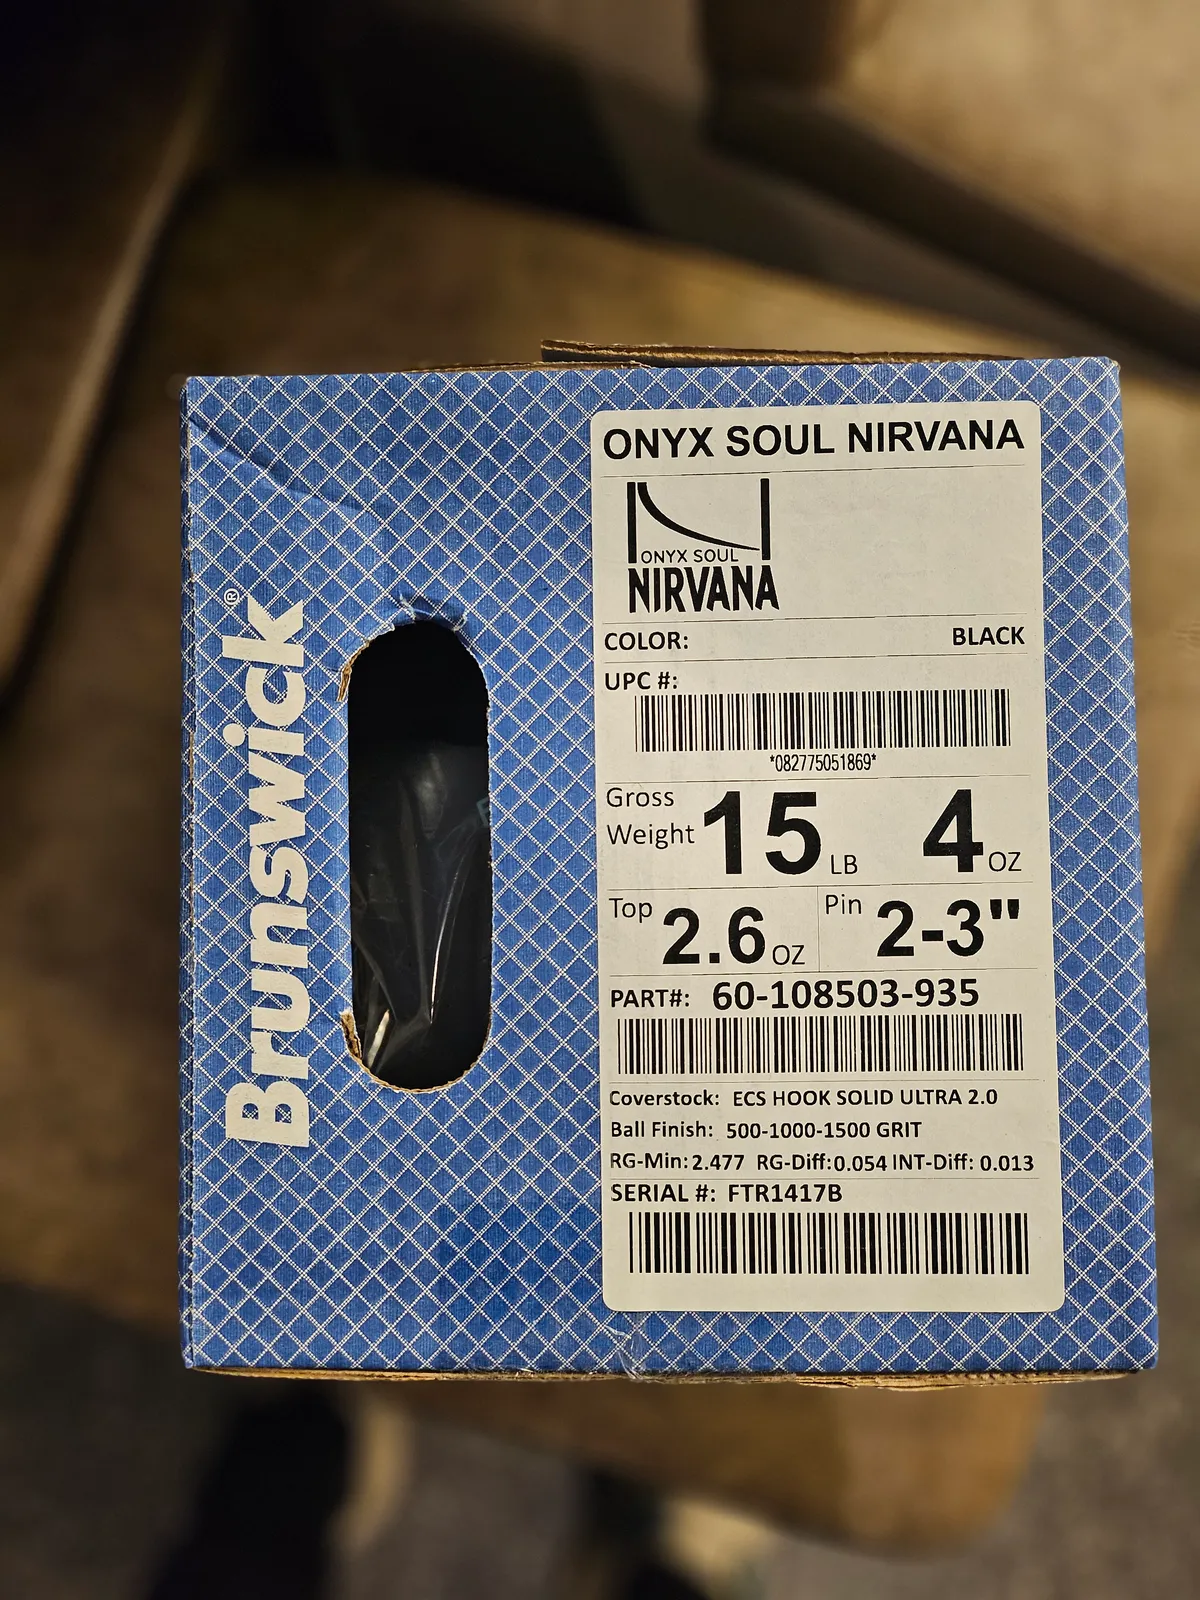 Brunswick®
ONYX SOUL NIRVANA
ONYX SOUL
NIRVANA
COLOR: BLACK
UPC #:
*082775051869*
Gross Weight 15 LB 4 OZ
Top 2.6 OZ Pin 2-3"
PART#: 60-108503-935
Coverstock: ECS HOOK SOLID ULTRA 2.0
Ball Finish: 500-1000-1500 GRIT
RG-Min: 2.477 RG-Diff: 0.054 INT-Diff: 0.013
SERIAL #: FTR1417B